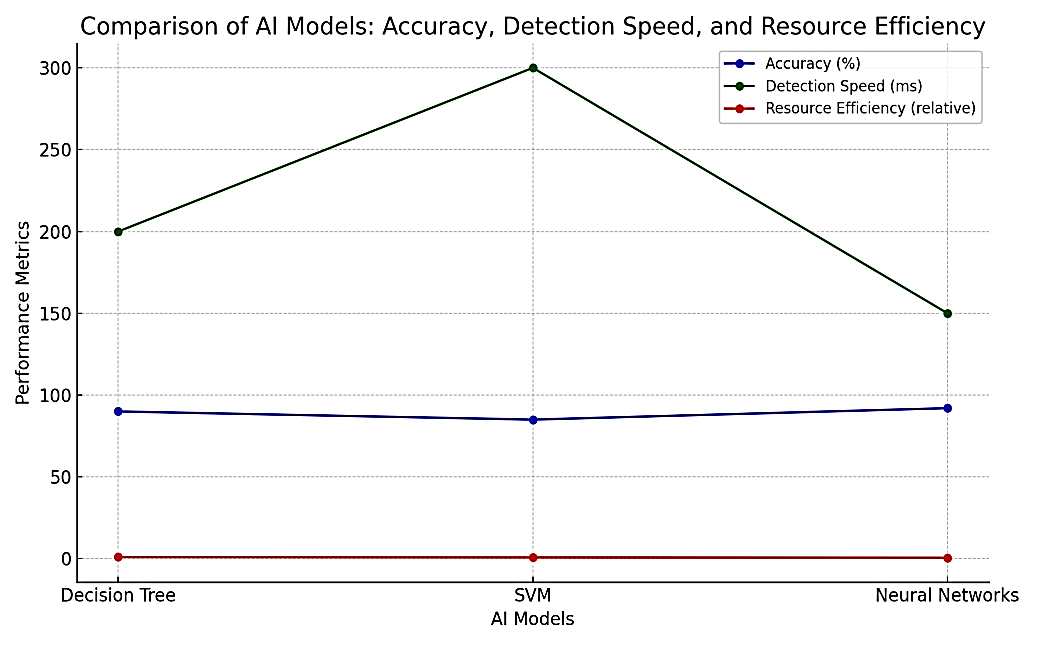 Comparison of AI Models: Accuracy, Detection Speed, and Resource Efficiency
Accuracy (%)
Detection Speed (ms)
Resource Efficiency (relative)
Performance Metrics
300
250
200
150
100
50
0
Decision Tree
SVM
Neural Networks
AI Models